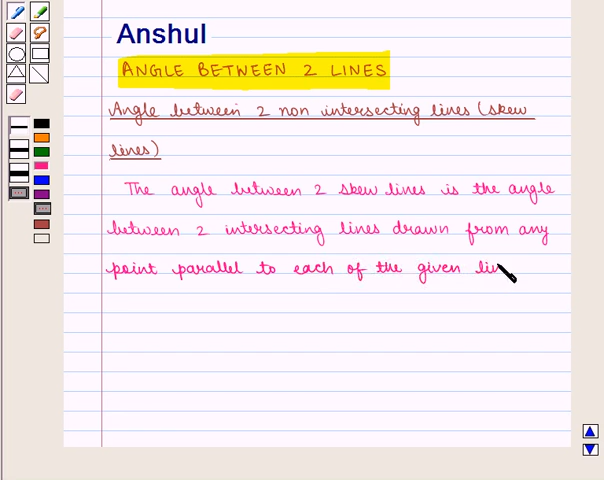 Anshul
ANGLE BETWEEN 2 LINES
Angle between 2 non intersecting lines (skew
lines)
The angle between 2 skew lines is the angle
between 2 intersecting lines drawn from any
point parallel to each of the given